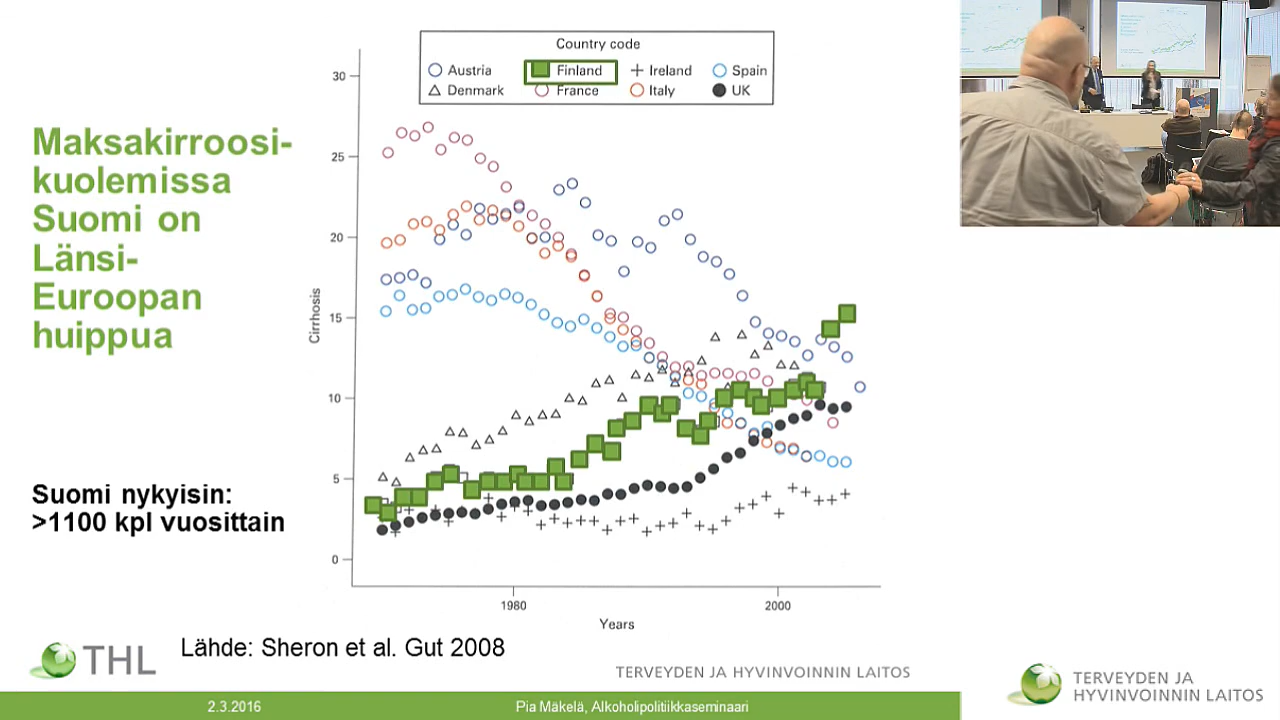 Maksakirroosi-
kuolemissa
Suomi on
Länsi-
Euroopan
huippua
Suomi nykyisin:
>1100 kpl vuosittain
Country code
Austria Finland Ireland Spain
Denmark France Italy UK
30
25
20
15
10
5
0
Cirrhosis
1980 2000
Years
THL
Lähde: Sheron et al. Gut 2008
TERVEYDEN JA HYVINVOINNIN LAITOS
2.3.2016 Pia Mäkelä, Alkoholipolitiikkaseminaari
TERVEYDEN JA
HYVINVOINNIN LAITOS